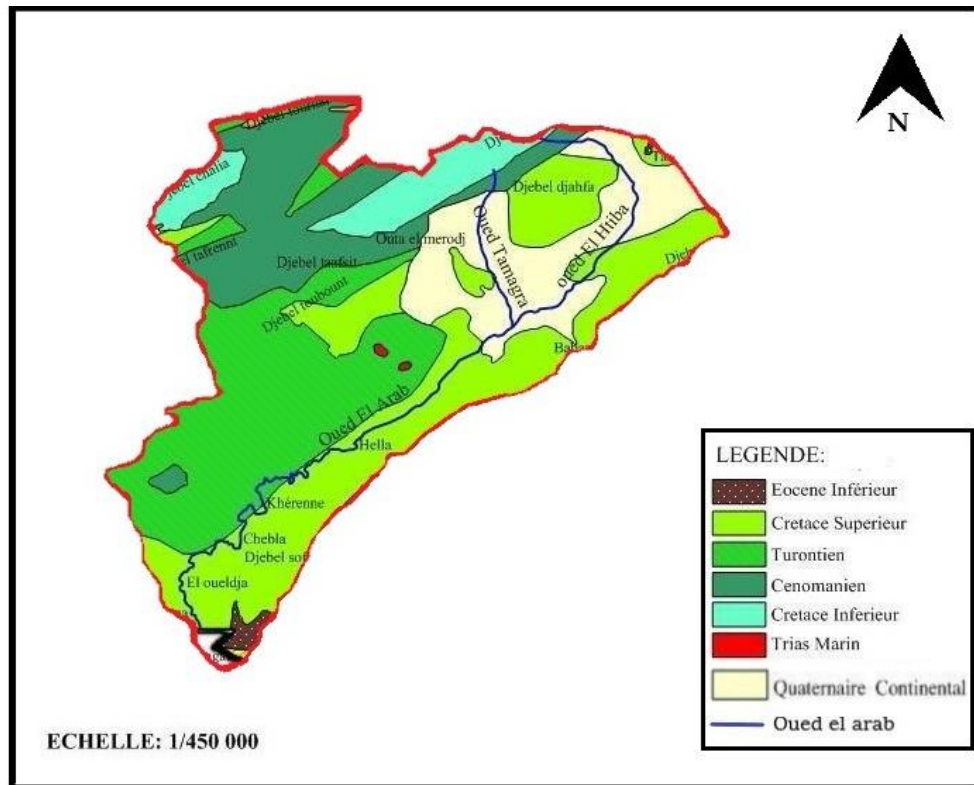 N
Djebel djahfa
Outa el merodj
Oued Tamagra
oued El Htiba
el tafrenni
Djebel taafsit
Djebel toubount
Oued El Arab
Hella
Khérenne
Chebla
Djebel sof
El oueldja
LEGENDE:
Eocene Inférieur
Cretace Superieur
Turontien
Cenomanien
Cretace Inferieur
Trias Marin
Quaternaire Continental
Oued el arab
ECHELLE: 1/450 000